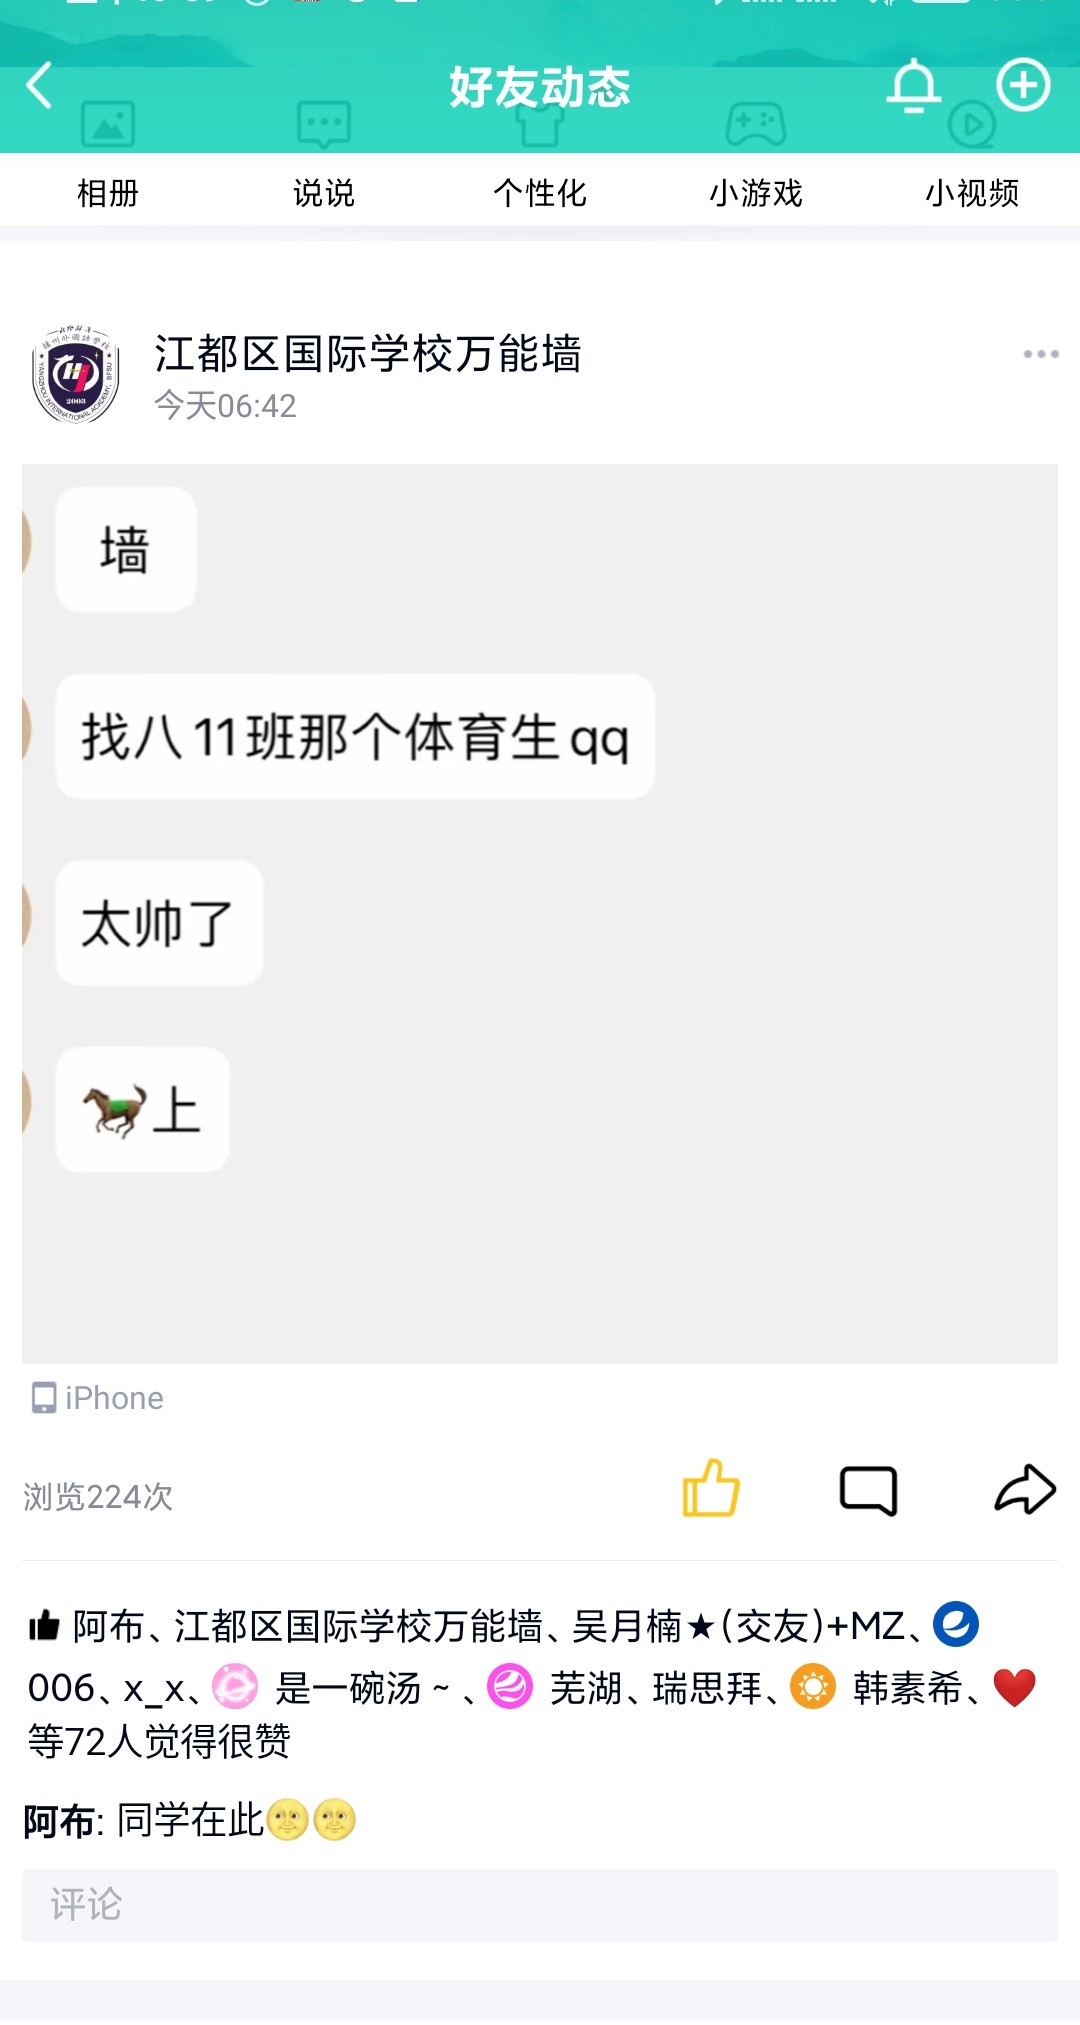 好友动态
相册 说说 个性化 小游戏 小视频
江都区国际学校万能墙
今天06:42
墙
找八11班那个体育生qq
太帅了
🐎上
iPhone
浏览224次
阿布、江都区国际学校万能墙、吴月楠★(交友)+MZ、
006、x_x、 是一碗汤～、 芜湖、瑞思拜、 韩素希、❤️
等72人觉得很赞
阿布: 同学在此🌝🌝
评论